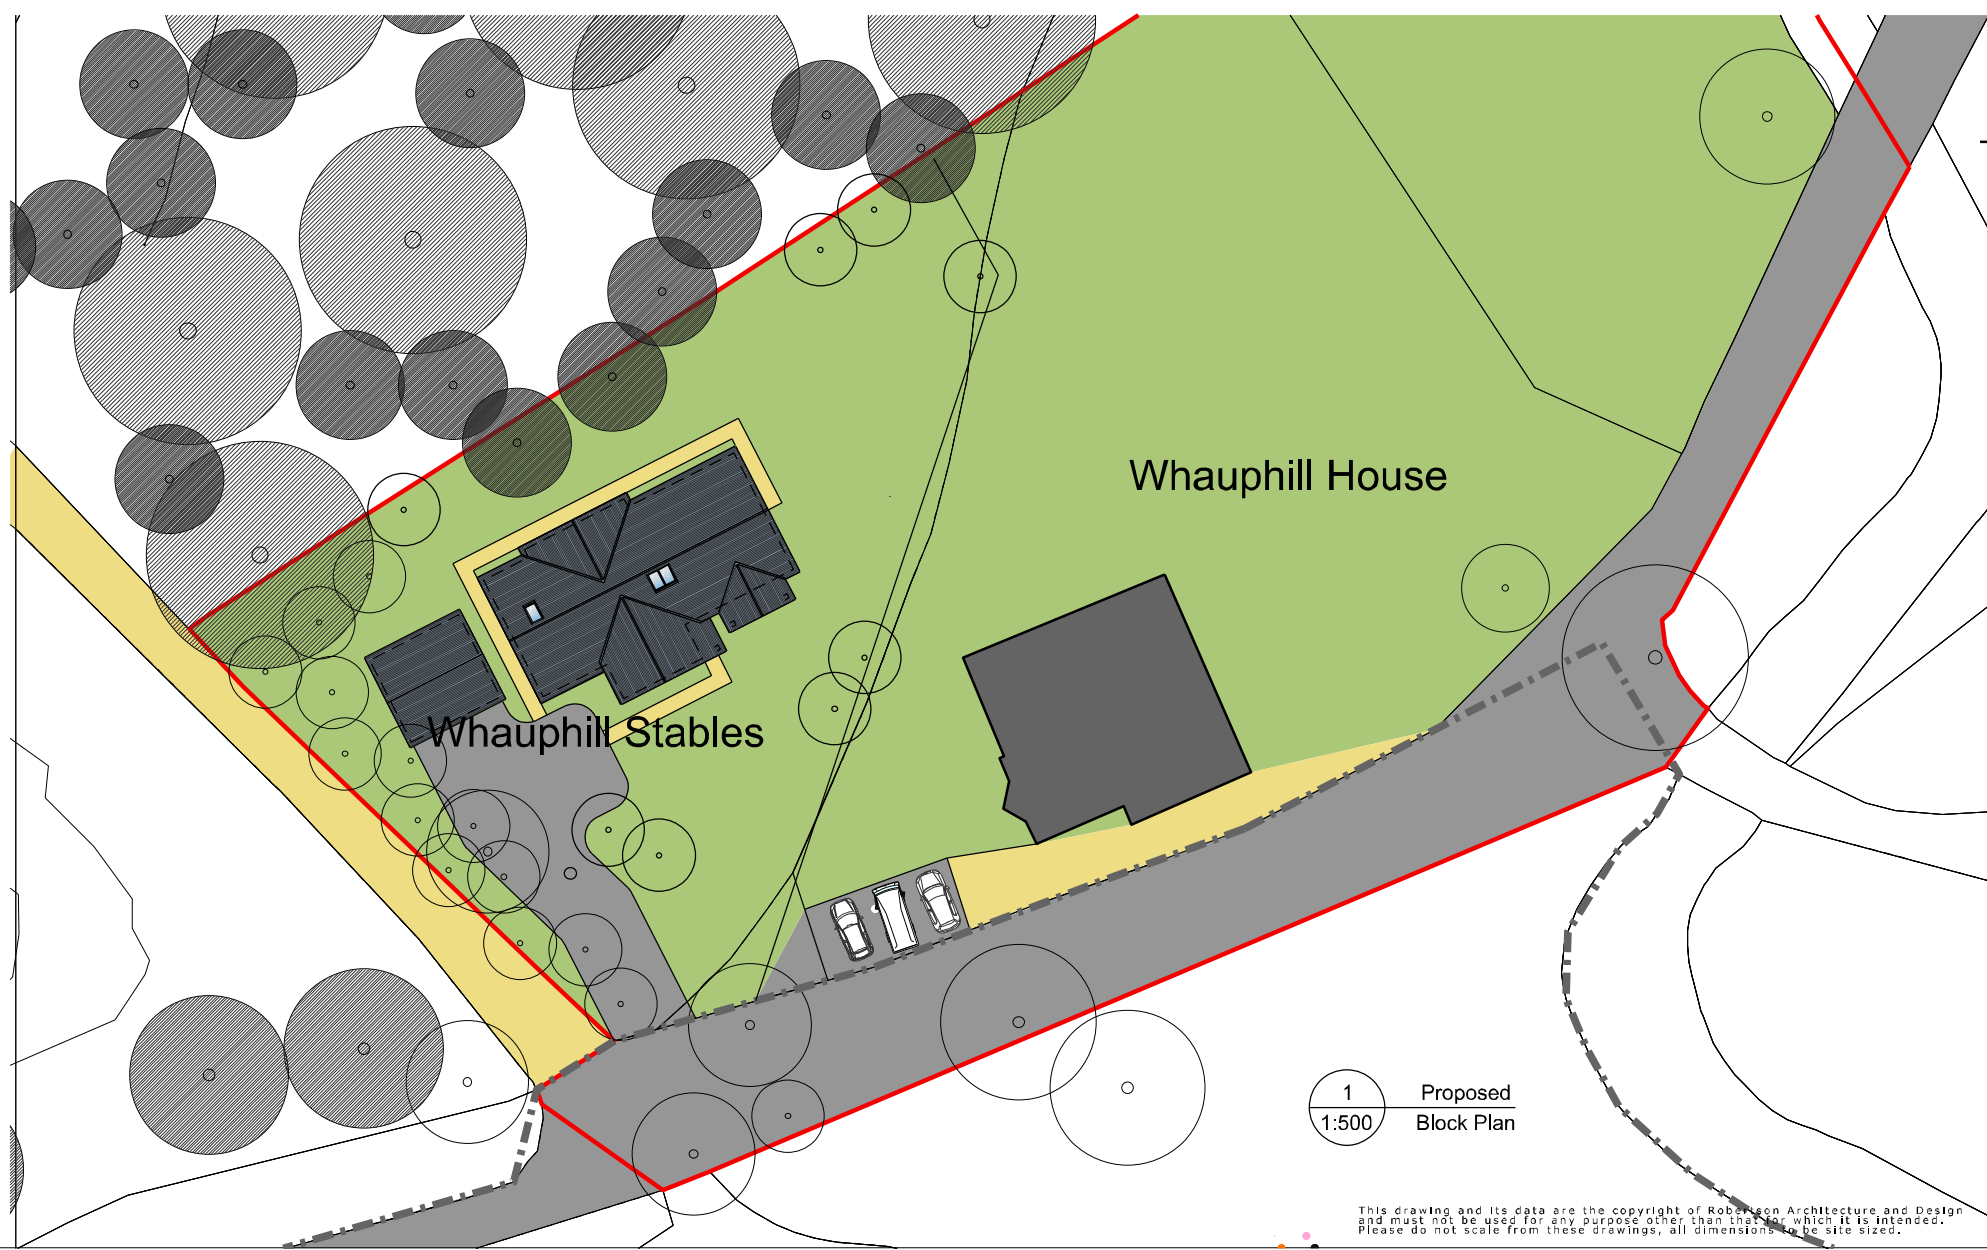 Whauphill House
Whauphill Stables
1
1:500
Proposed
Block Plan
This drawing and its data are the copyright of Robertson Architecture and Design
and must not be used for any purpose other than that for which it is intended.
Please do not scale from these drawings, all dimensions to be site sized.